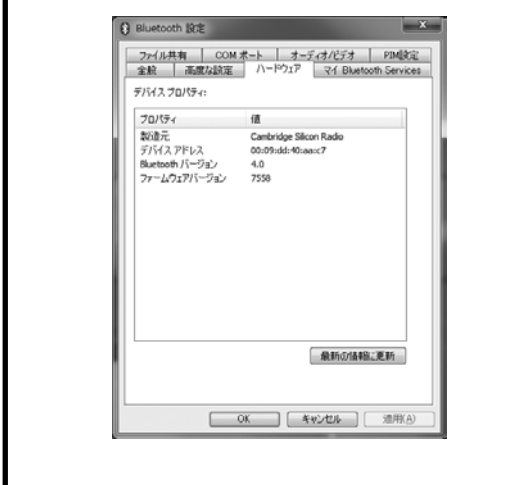 Bluetooth 設定
ファイル共有 COM ポート オーディオ/ビデオ PIM設定
全般 高度な設定 ハードウェア マイ Bluetooth Services
デバイス プロパティ:
プロパティ 値
製造元 Cambridge Silicon Radio
デバイス アドレス 00:09:dd:40:aa:c7
Bluetooth バージョン 4.0
ファームウェアバージョン 7558
最新の情報に更新
OK キャンセル 適用(A)